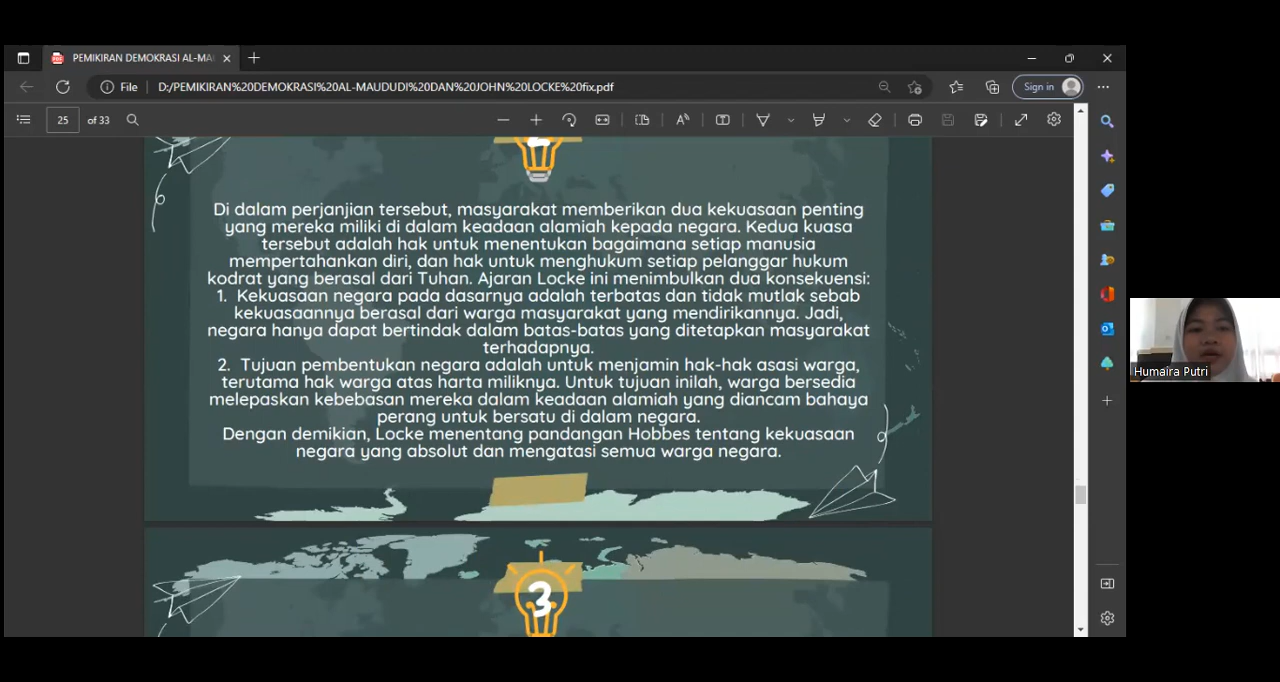 PEMIKIRAN DEMOKRASI AL-MA
File
D:/PEMIKIRAN%20DEMOKRASI%20AL-MAUDUDI%20DAN%20JOHN%20LOCKE%20fix.pdf
Sign in
25 of 33
Di dalam perjanjian tersebut, masyarakat memberikan dua kekuasaan penting
yang mereka miliki di dalam keadaan alamiah kepada negara. Kedua kuasa
tersebut adalah hak untuk menentukan bagaimana setiap manusia
mempertahankan diri, dan hak untuk menghukum setiap pelanggar hukum
kodrat yang berasal dari Tuhan. Ajaran Locke ini menimbulkan dua konsekuensi:
1. Kekuasaan negara pada dasarnya adalah terbatas dan tidak mutlak sebab
kekuasaannya berasal dari warga masyarakat yang mendirikannya. Jadi,
negara hanya dapat bertindak dalam batas-batas yang ditetapkan masyarakat
terhadapnya.
2. Tujuan pembentukan negara adalah untuk menjamin hak-hak asasi warga,
terutama hak warga atas harta miliknya. Untuk tujuan inilah, warga bersedia
melepaskan kebebasan mereka dalam keadaan alamiah yang diancam bahaya
perang untuk bersatu di dalam negara.
Dengan demikian, Locke menentang pandangan Hobbes tentang kekuasaan
negara yang absolut dan mengatasi semua warga negara.
3
Humaira Putri